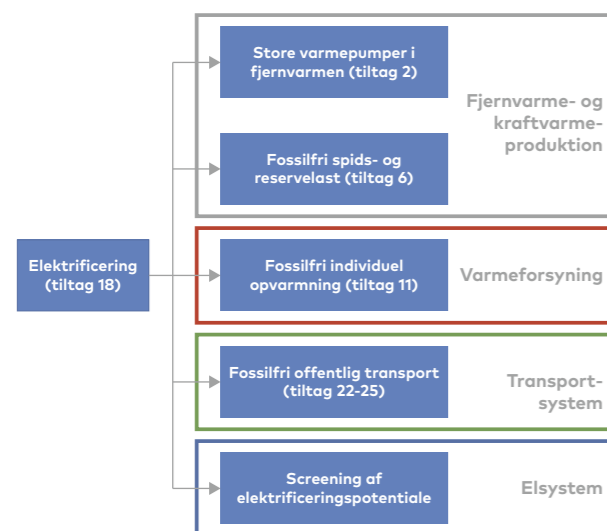 Store varmepumper i
fjernvarmen (tiltag 2)
Fjernvarme- og
kraftvarme-
produktion
Fossilfri spids- og
reservelast (tiltag 6)
Elektrificering
(tiltag 18)
Fossilfri individuel
opvarmning (tiltag 11)
Varmeforsyning
Fossilfri offentlig transport
(tiltag 22-25)
Transport-
system
Screening af
elektrificeringspotentiale
Elsystem